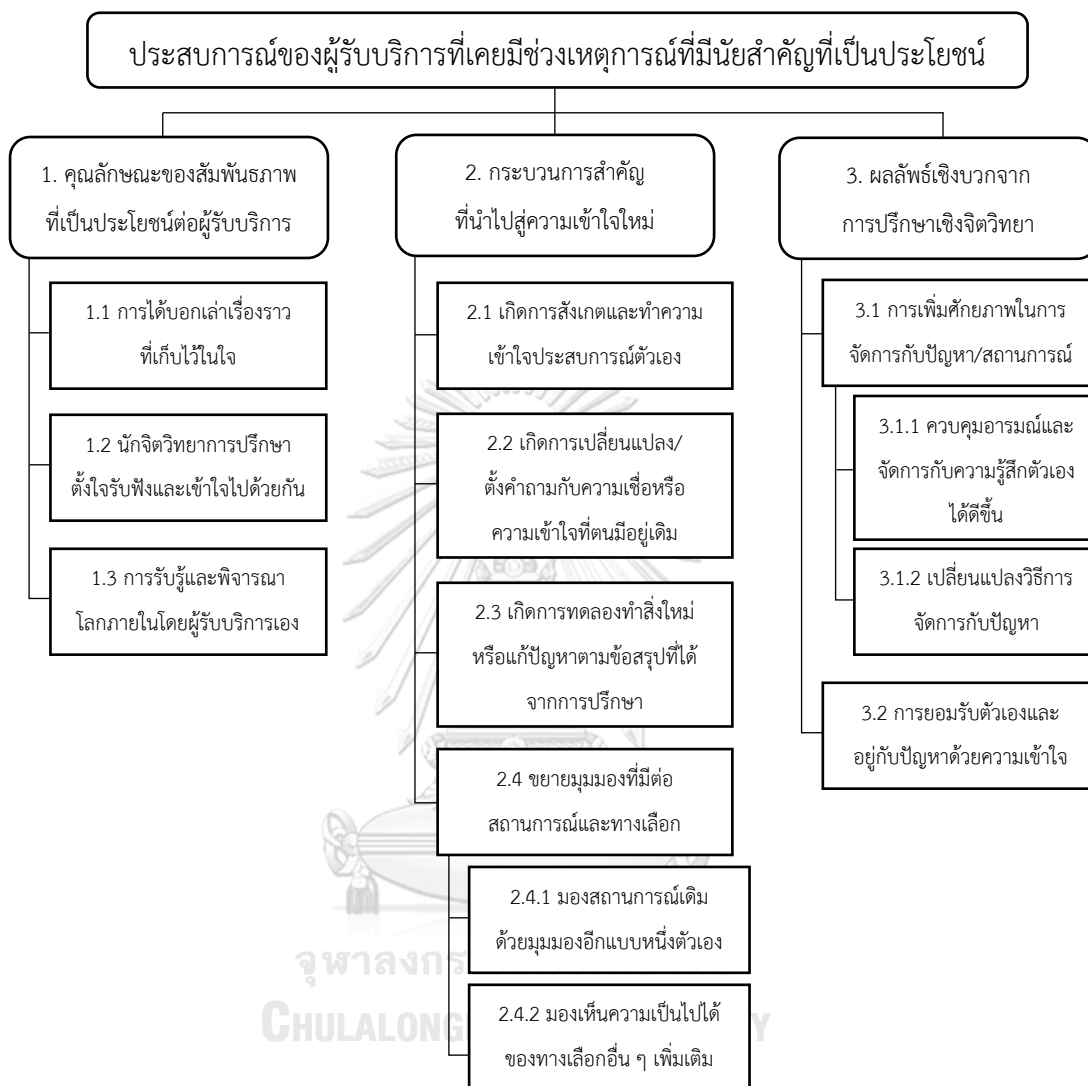 ประสบการณ์ของผู้รับบริการที่เคยมีช่วงเหตุการณ์ที่มีนัยสำคัญที่เป็นประโยชน์
1. คุณลักษณะของสัมพันธภาพ
ที่เป็นประโยชน์ต่อผู้รับบริการ
1.1 การได้บอกเล่าเรื่องราว
ที่เก็บไว้ในใจ
1.2 นักจิตวิทยาการปรึกษา
ตั้งใจรับฟังและเข้าใจไปด้วยกัน
1.3 การรับรู้และพิจารณา
โลกภายในโดยผู้รับบริการเอง
2. กระบวนการสำคัญ
ที่นำไปสู่ความเข้าใจใหม่
2.1 เกิดการสังเกตและทำความ
เข้าใจประสบการณ์ตัวเอง
2.2 เกิดการเปลี่ยนแปลง/
ตั้งคำถามกับความเชื่อหรือ
ความเข้าใจที่ตนมีอยู่เดิม
2.3 เกิดการทดลองทำสิ่งใหม่
หรือแก้ปัญหาตามข้อสรุปที่ได้
จากการปรึกษา
2.4 ขยายมุมมองที่มีต่อ
สถานการณ์และทางเลือก
2.4.1 มองสถานการณ์เดิม
ด้วยมุมมองอีกแบบหนึ่งตัวเอง
2.4.2 มองเห็นความเป็นไปได้
ของทางเลือกอื่น ๆ เพิ่มเติม
3. ผลลัพธ์เชิงบวกจาก
การปรึกษาเชิงจิตวิทยา
3.1 การเพิ่มศักยภาพในการ
จัดการกับปัญหา/สถานการณ์
3.1.1 ควบคุมอารมณ์และ
จัดการกับความรู้สึกตัวเอง
ได้ดีขึ้น
3.1.2 เปลี่ยนแปลงวิธีการ
จัดการกับปัญหา
3.2 การยอมรับตัวเองและ
อยู่กับปัญหาด้วยความเข้าใจ